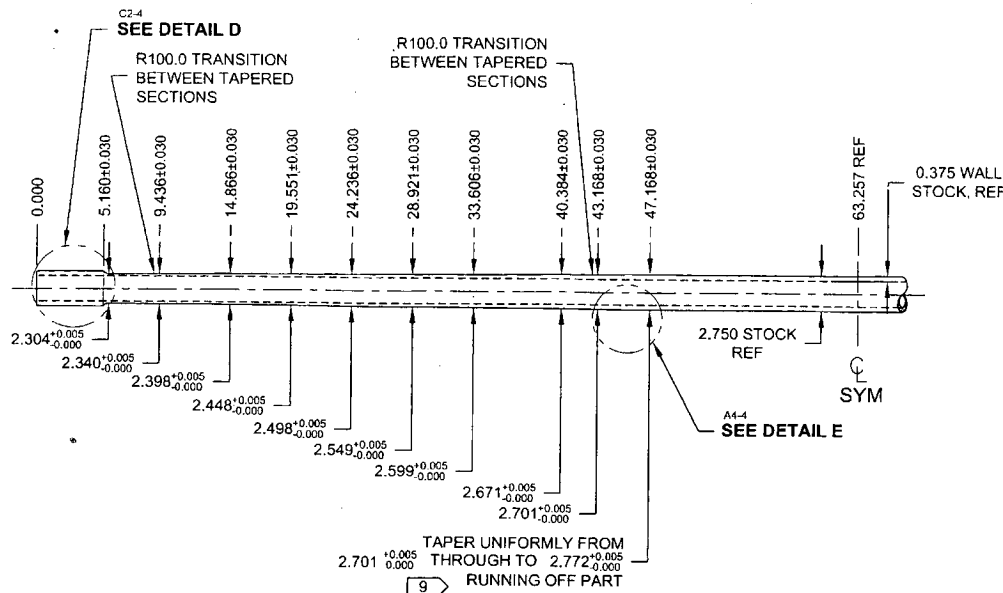 C2-4
SEE DETAIL D
R100.0 TRANSITION
BETWEEN TAPERED
SECTIONS
R100.0 TRANSITION
BETWEEN TAPERED
SECTIONS
0.000
5.160±0.030
9.436±0.030
14.866±0.030
19.551±0.030
24.236±0.030
28.921±0.030
33.606±0.030
40.384±0.030
43.168±0.030
47.168±0.030
63.257 REF
0.375 WALL
STOCK, REF
2.304 +0.005 -0.000
2.340 +0.005 -0.000
2.398 +0.005 -0.000
2.448 +0.005 -0.000
2.498 +0.005 -0.000
2.549 +0.005 -0.000
2.599 +0.005 -0.000
2.671 +0.005 -0.000
2.701 +0.005 -0.000
2.750 STOCK
REF
SYM
A4-4
SEE DETAIL E
TAPER UNIFORMLY FROM
2.701 +0.005 0.000 THROUGH TO 2.772 +0.005 -0.000
RUNNING OFF PART
9